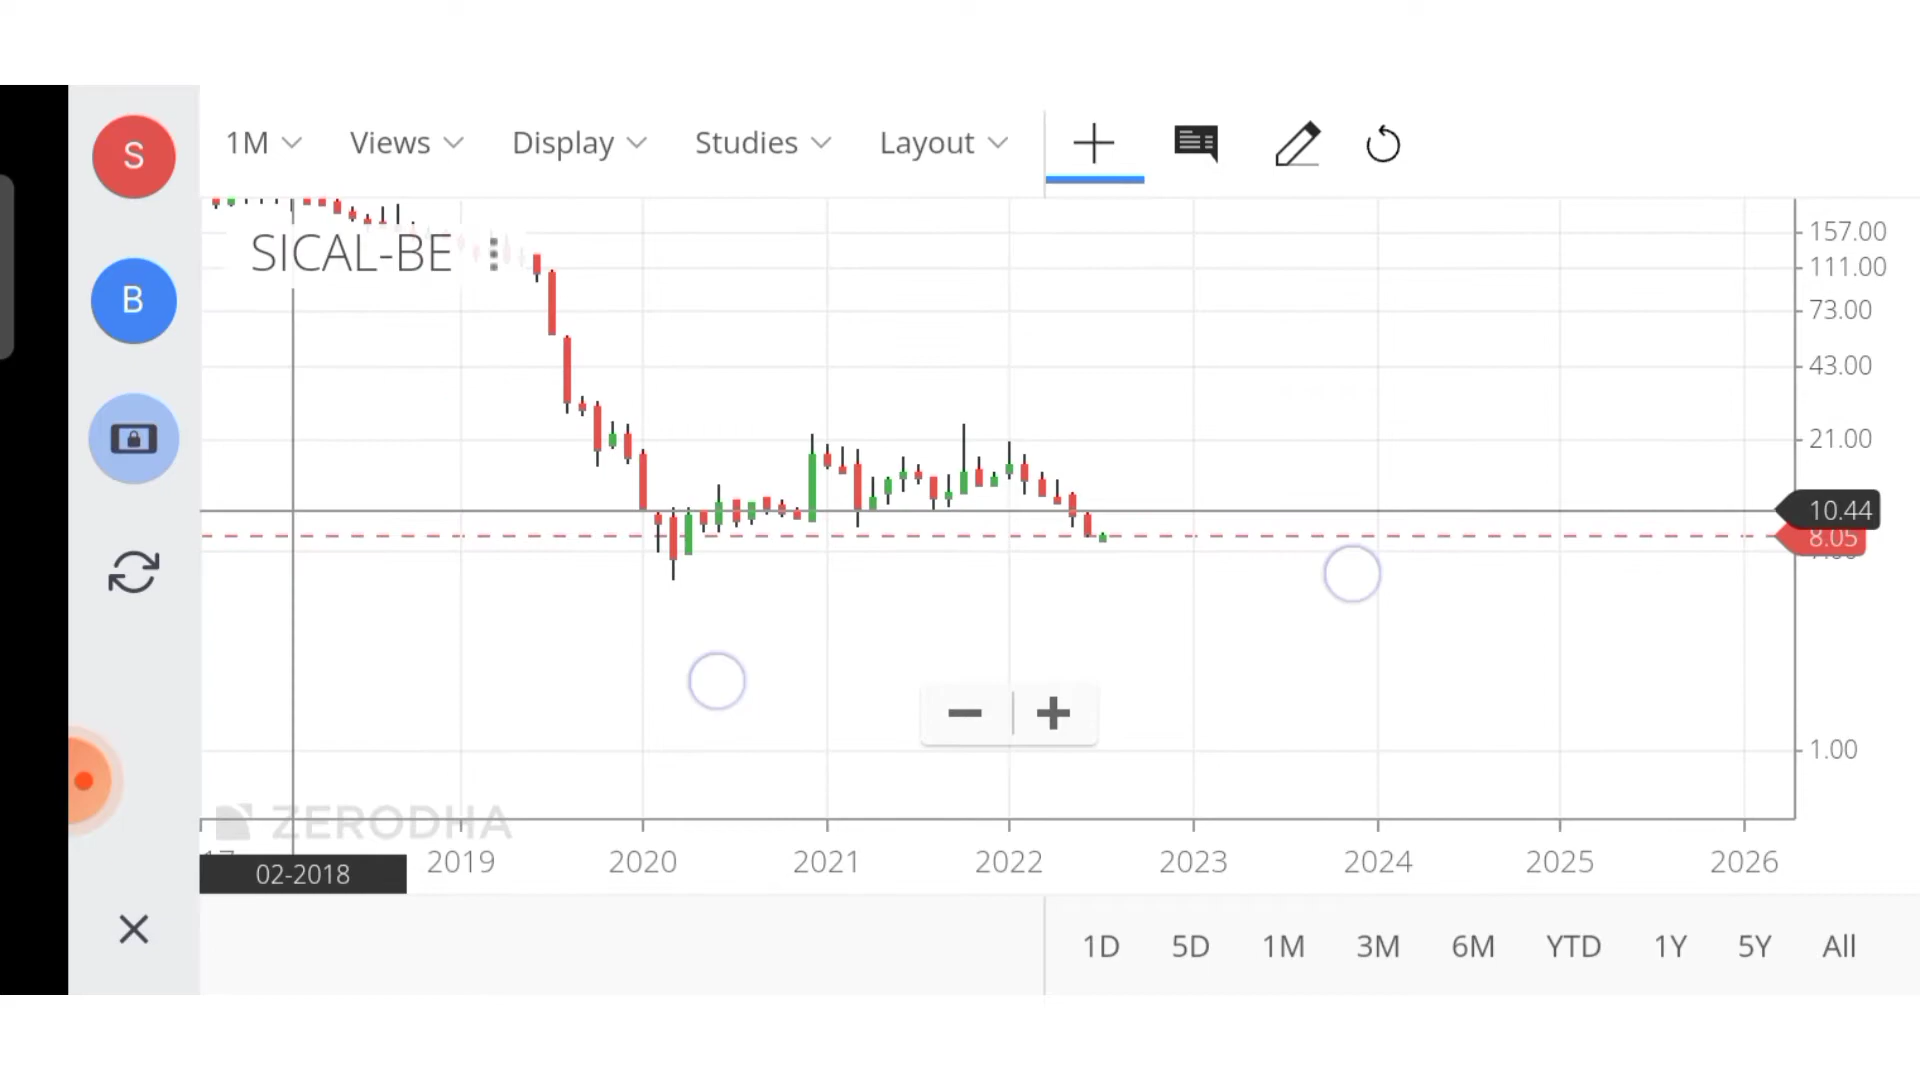 S
1M Views Display Studies Layout
SICAL-BE
B
157.00
111.00
73.00
43.00
21.00
10.44
8.05
1.00
ZERODHA
02-2018 2019 2020 2021 2022 2023 2024 2025 2026
1D 5D 1M 3M 6M YTD 1Y 5Y All